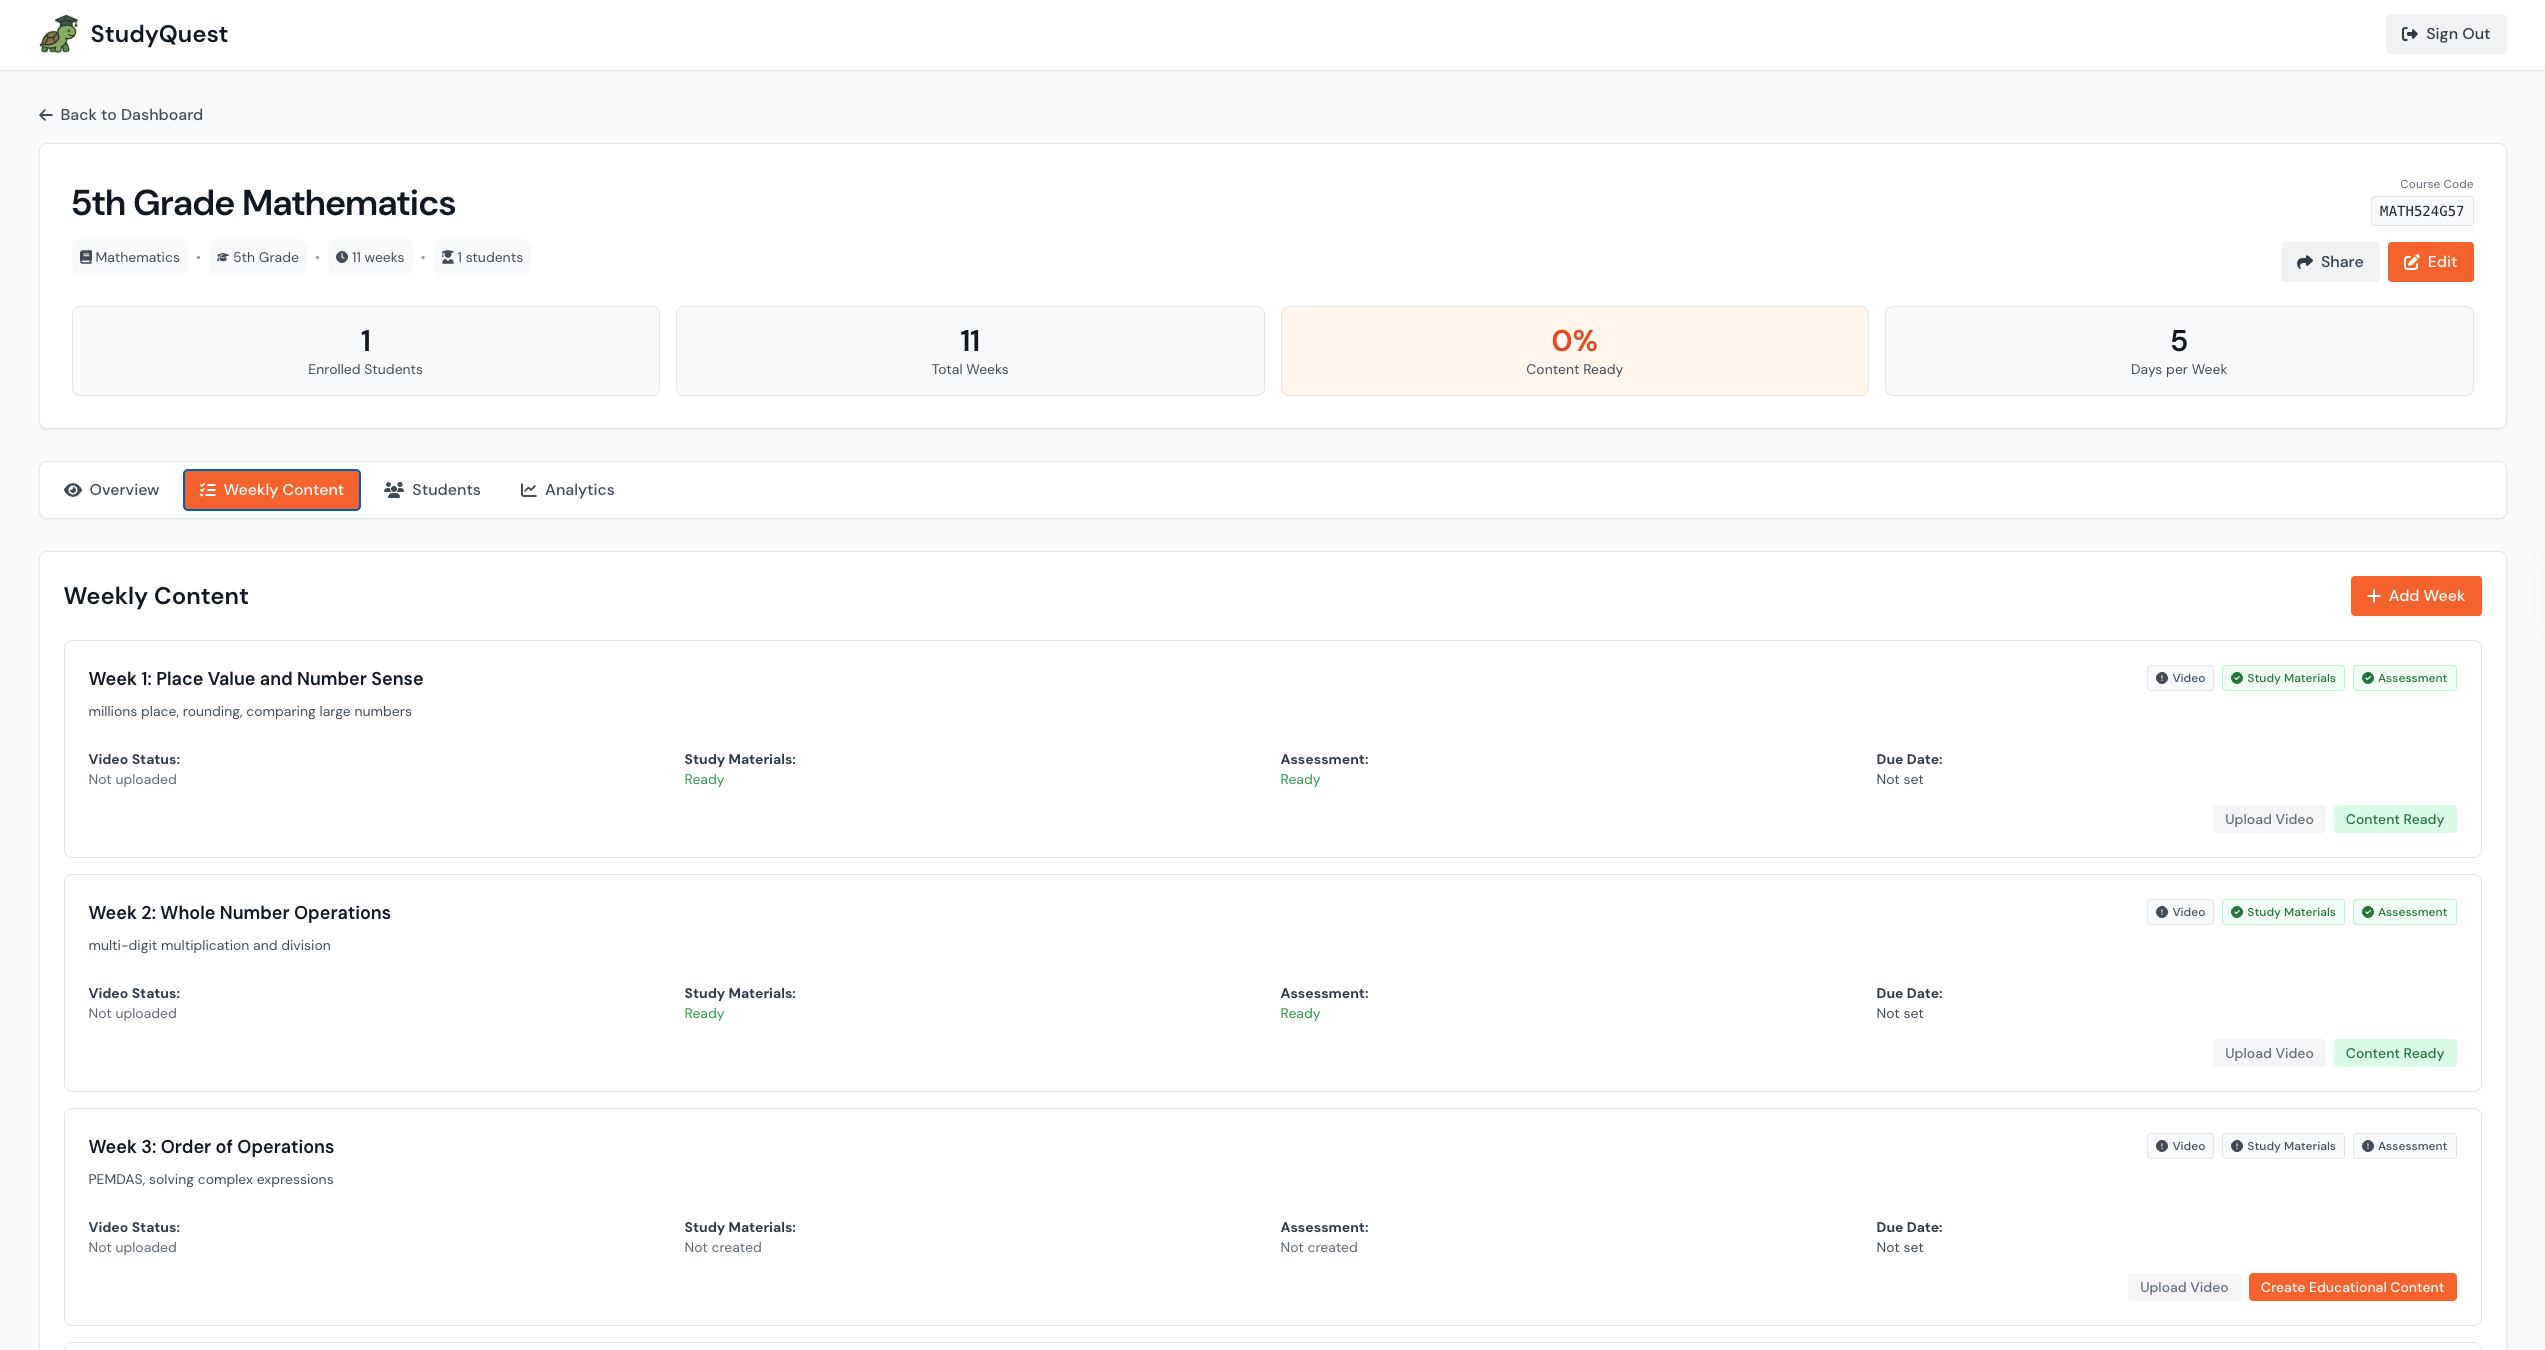 StudyQuest
Sign Out
Back to Dashboard
5th Grade Mathematics
Course Code
MATH524G57
Mathematics • 5th Grade • 11 weeks • 1 students
Share
Edit
1
Enrolled Students
11
Total Weeks
0%
Content Ready
5
Days per Week
Overview
Weekly Content
Students
Analytics
Weekly Content
Add Week
Week 1: Place Value and Number Sense
Video
Study Materials
Assessment
millions place, rounding, comparing large numbers
Video Status:
Not uploaded
Study Materials:
Ready
Assessment:
Ready
Due Date:
Not set
Upload Video
Content Ready
Week 2: Whole Number Operations
Video
Study Materials
Assessment
multi-digit multiplication and division
Video Status:
Not uploaded
Study Materials:
Ready
Assessment:
Ready
Due Date:
Not set
Upload Video
Content Ready
Week 3: Order of Operations
Video
Study Materials
Assessment
PEMDAS, solving complex expressions
Video Status:
Not uploaded
Study Materials:
Not created
Assessment:
Not created
Due Date:
Not set
Upload Video
Create Educational Content